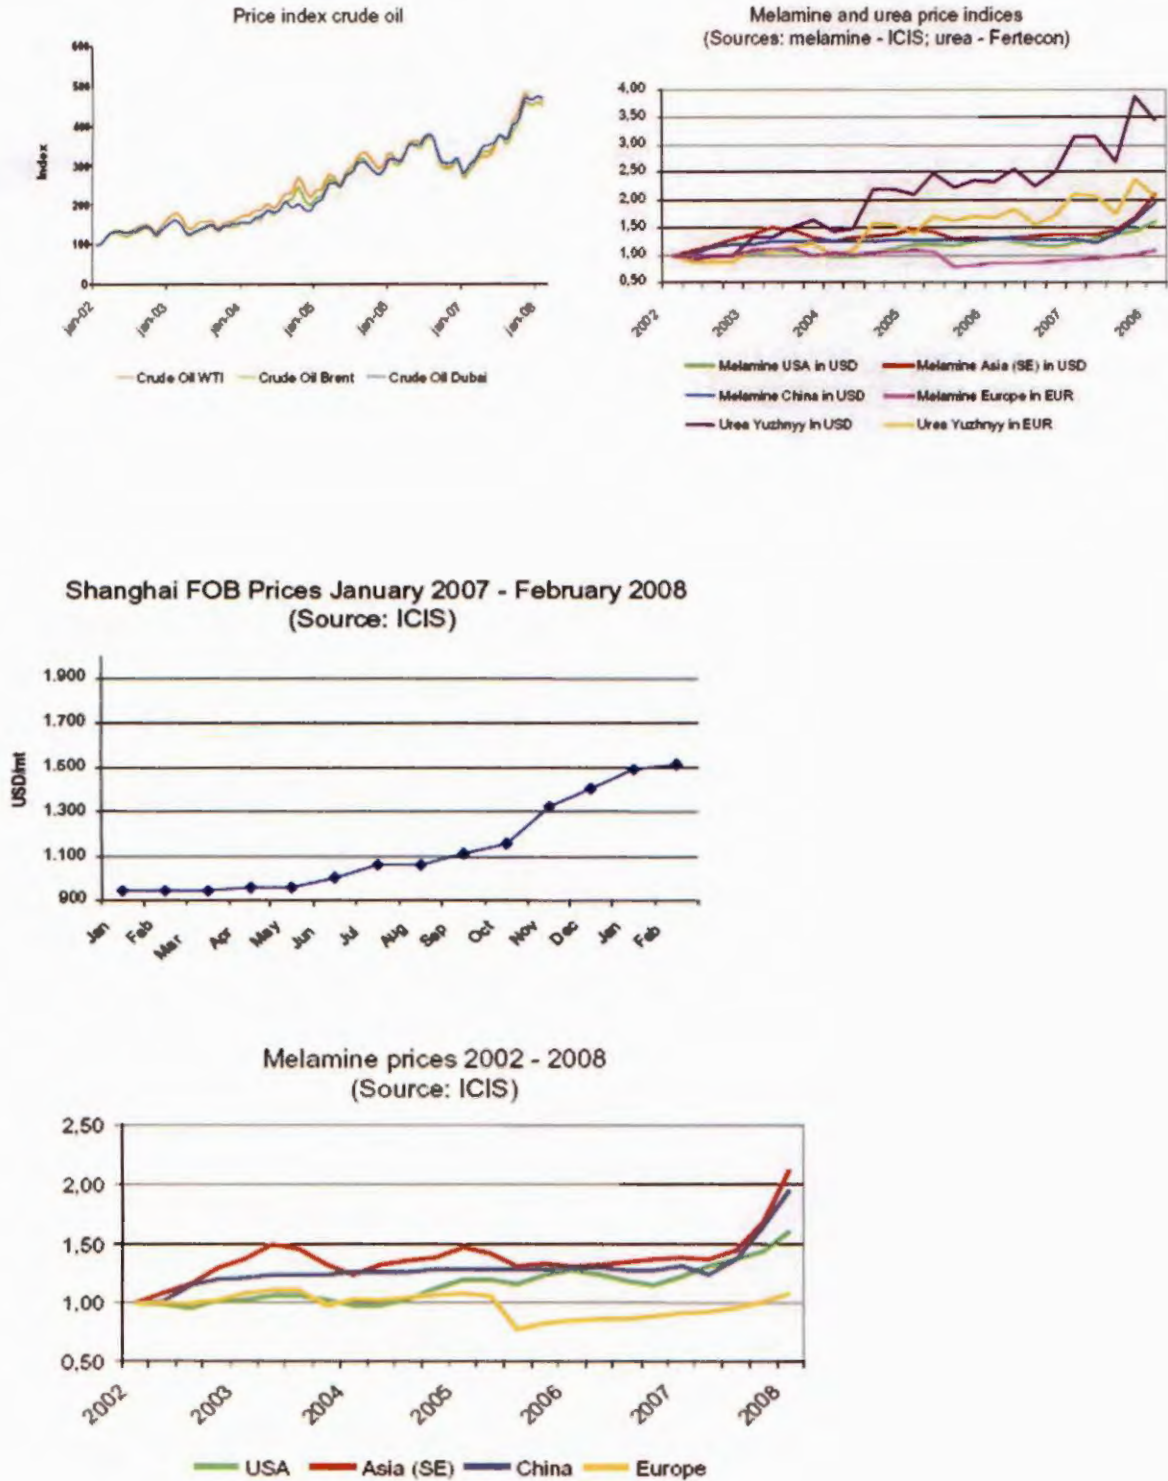 Price index crude oil
600
500
400
300
200
100
0
Index
jan-02
jan-03
jan-04
jan-05
jan-06
jan-07
jan-08
Crude Oil WTI Crude Oil Brent Crude Oil Dubai
Melamine and urea price indices
(Sources: melamine - ICIS; urea - Fertecon)
4,00
3,50
3,00
2,50
2,00
1,50
1,00
0,50
2002
2003
2004
2005
2006
2007
2008
Melamine USA in USD Melamine Asia (SE) in USD
Melamine China in USD Melamine Europe in EUR
Urea Yuzhnyy in USD Urea Yuzhnyy in EUR
Shanghai FOB Prices January 2007 - February 2008
(Source: ICIS)
1.900
1.700
1.500
1.300
1.100
900
USD/mt
Jan Feb Mar Apr May Jun Jul Aug Sep Oct Nov Dec Jan Feb
Melamine prices 2002 - 2008
(Source: ICIS)
2,50
2,00
1,50
1,00
0,50
2002
2003
2004
2005
2006
2007
2008
USA Asia (SE) China Europe